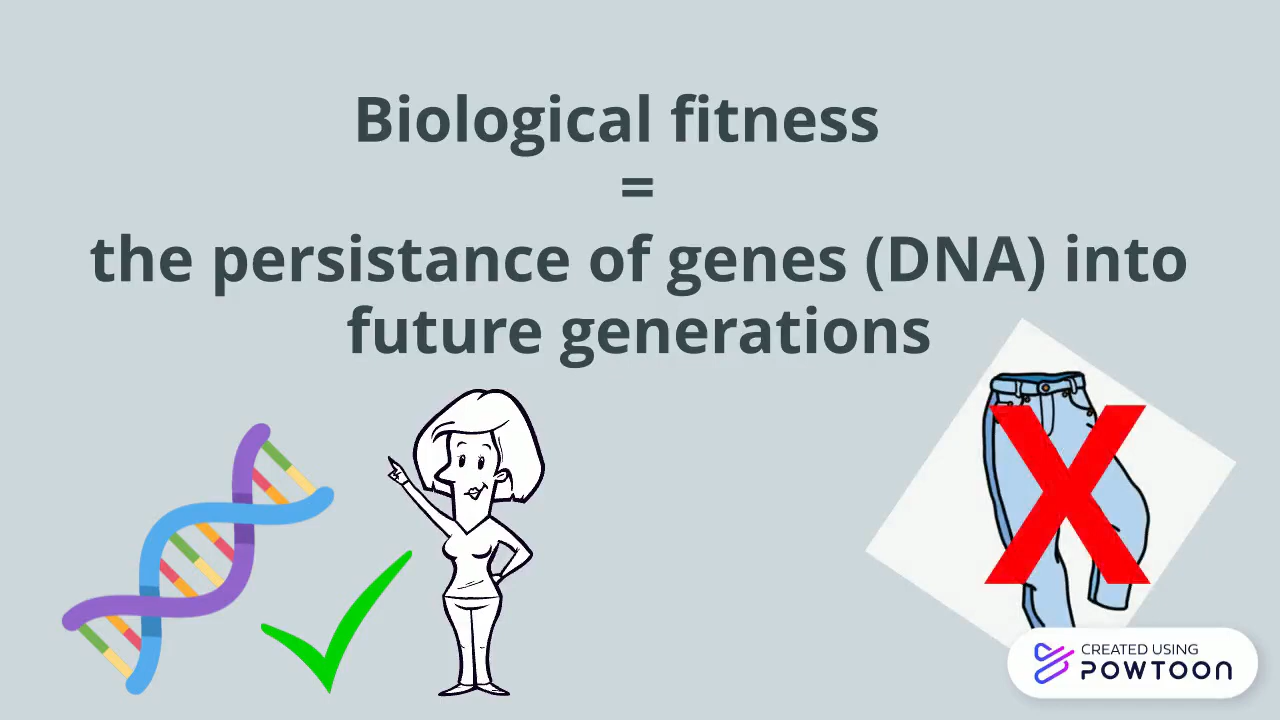 Biological fitness
=
the persistance of genes (DNA) into
future generations
X
CREATED USING
POWTOON